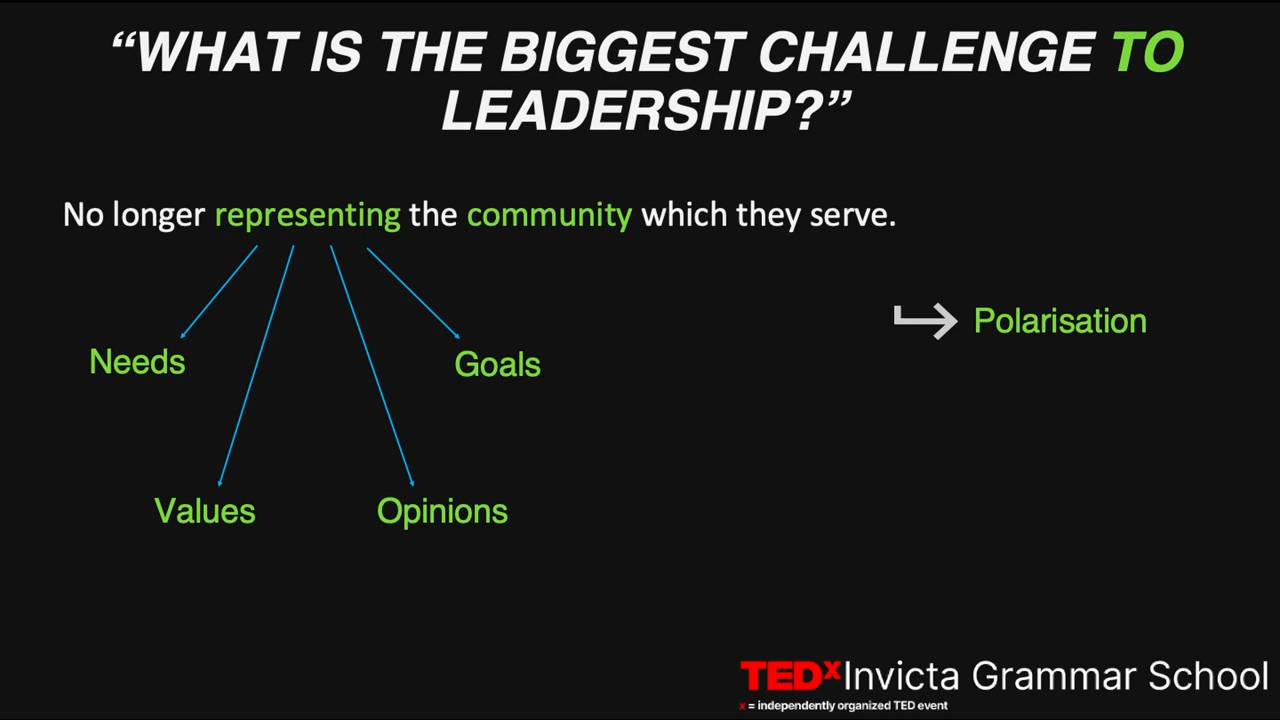 “WHAT IS THE BIGGEST CHALLENGE TO
LEADERSHIP?”
No longer representing the community which they serve.
Polarisation
Needs
Goals
Values
Opinions
TEDxInvicta Grammar School
x = independently organized TED event